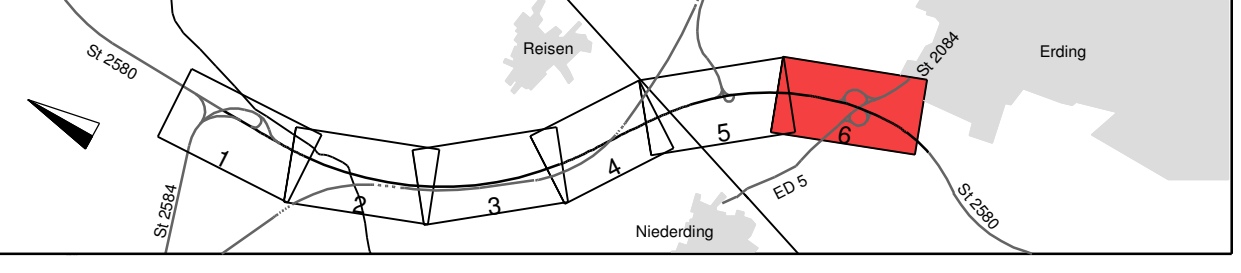 St 2580
Reisen
St 2084
Erding
1
2
3
4
5
6
St 2584
ED 5
Niederding
St 2580